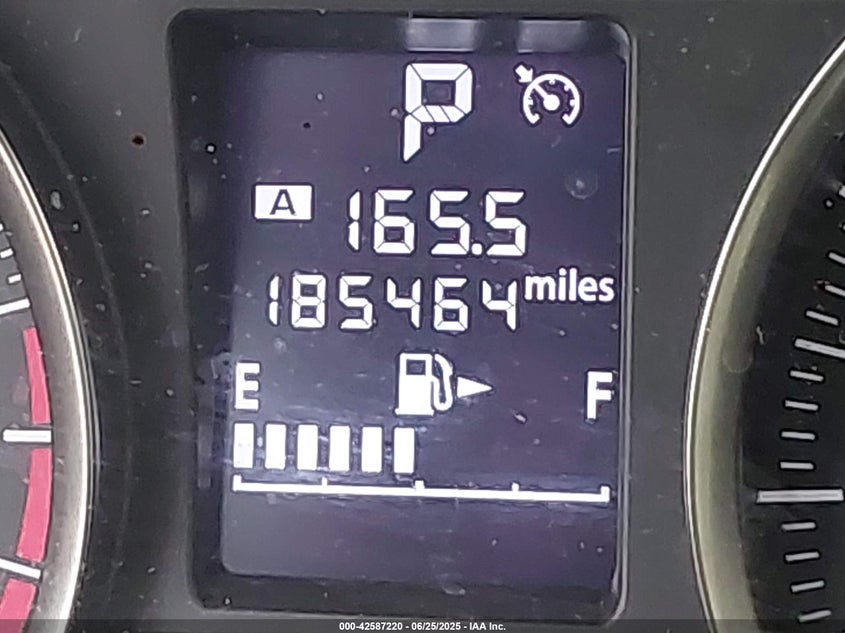 P
A 165.5
185464 miles
E F
000-42587220 - 06/25/2025 - IAA Inc.